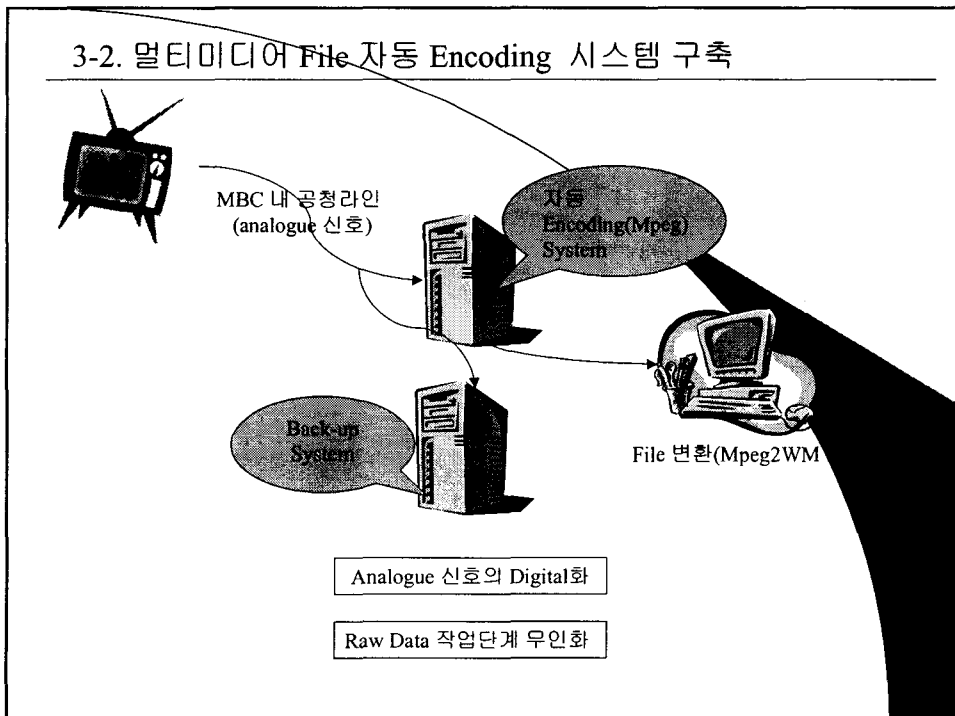 3-2. 멀티미디어 File 자동 Encoding 시스템 구축
MBC 내 공청라인
(analogue 신호)
자동
Encoding(Mpeg)
System
Back-up
System
File 변환(Mpeg2WM
Analogue 신호의 Digital화
Raw Data 작업단계 무인화